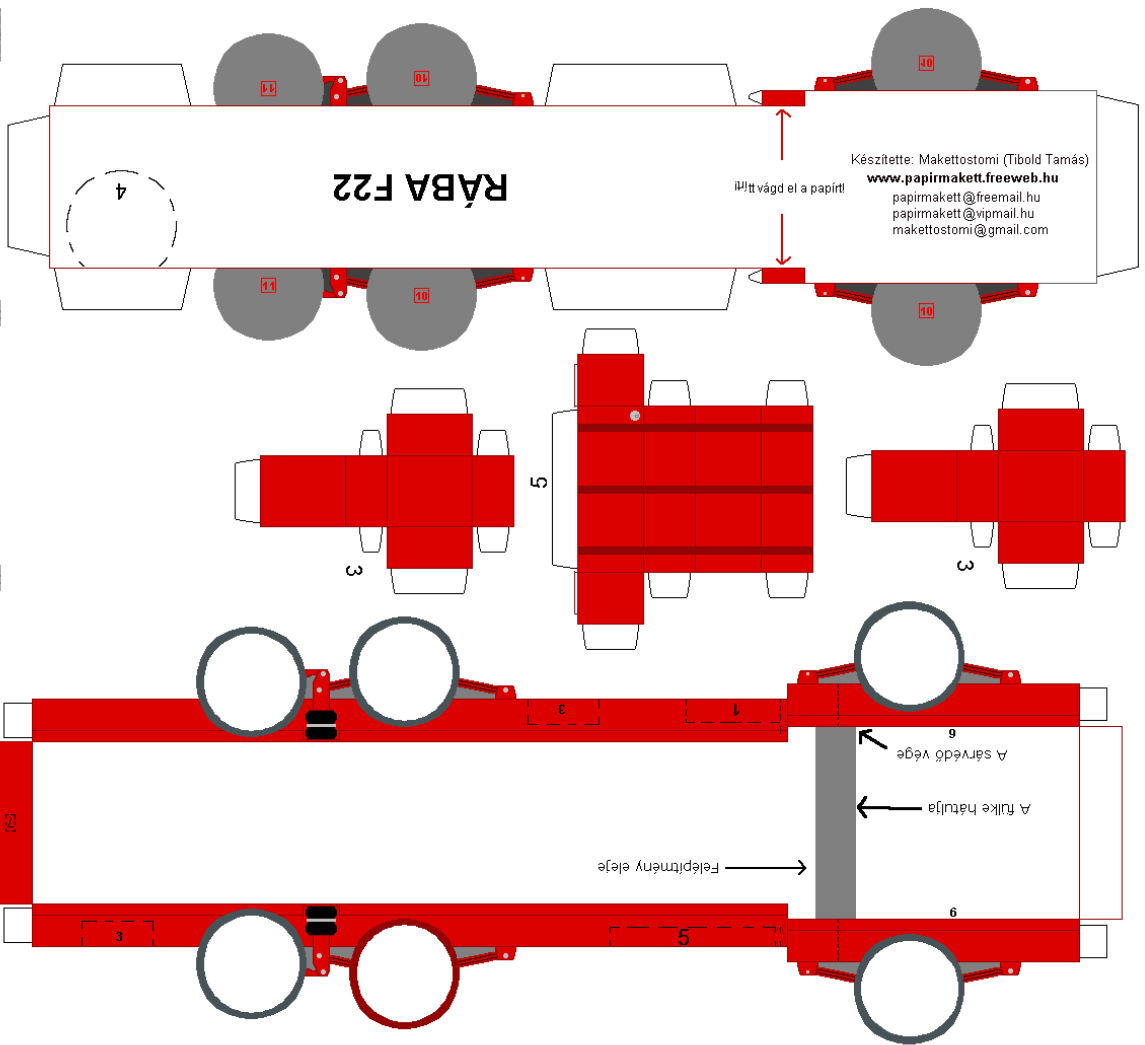 11
10
10
4
RÁBA F22
Itt vágd el a papírt!
Készítette: Makettostomi (Tibold Tamás)
www.papirmakett.freeweb.hu
papirmakett@freemail.hu
papirmakett@vipmail.hu
makettostomi@gmail.com
11
10
10
5
3
3
3
1
9
A sárvédő vége
A fülke hátulja
Felépítmény eleje
3
5
9